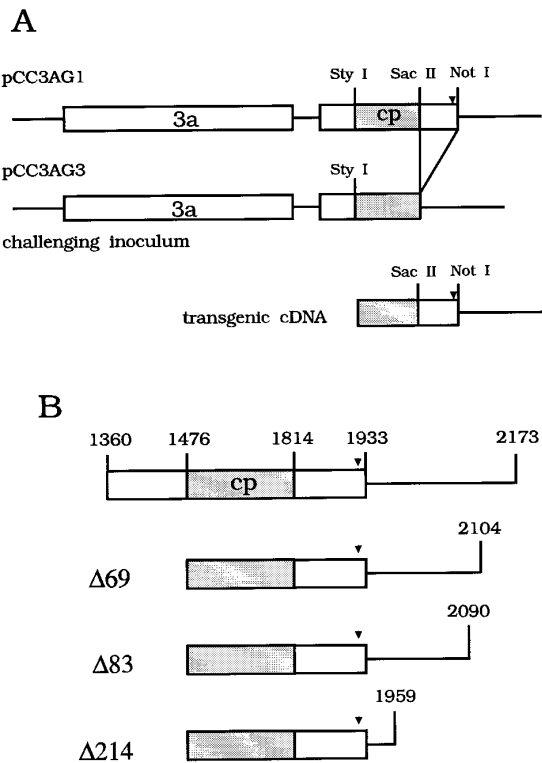 A
pCC3AG1
Sty I Sac II Not I
3a cp
pCC3AG3
Sty I
3a
challenging inoculum
Sac II Not I
transgenic cDNA
B
1360 1476 1814 1933 2173
cp
2104
Δ69
2090
Δ83
1959
Δ214